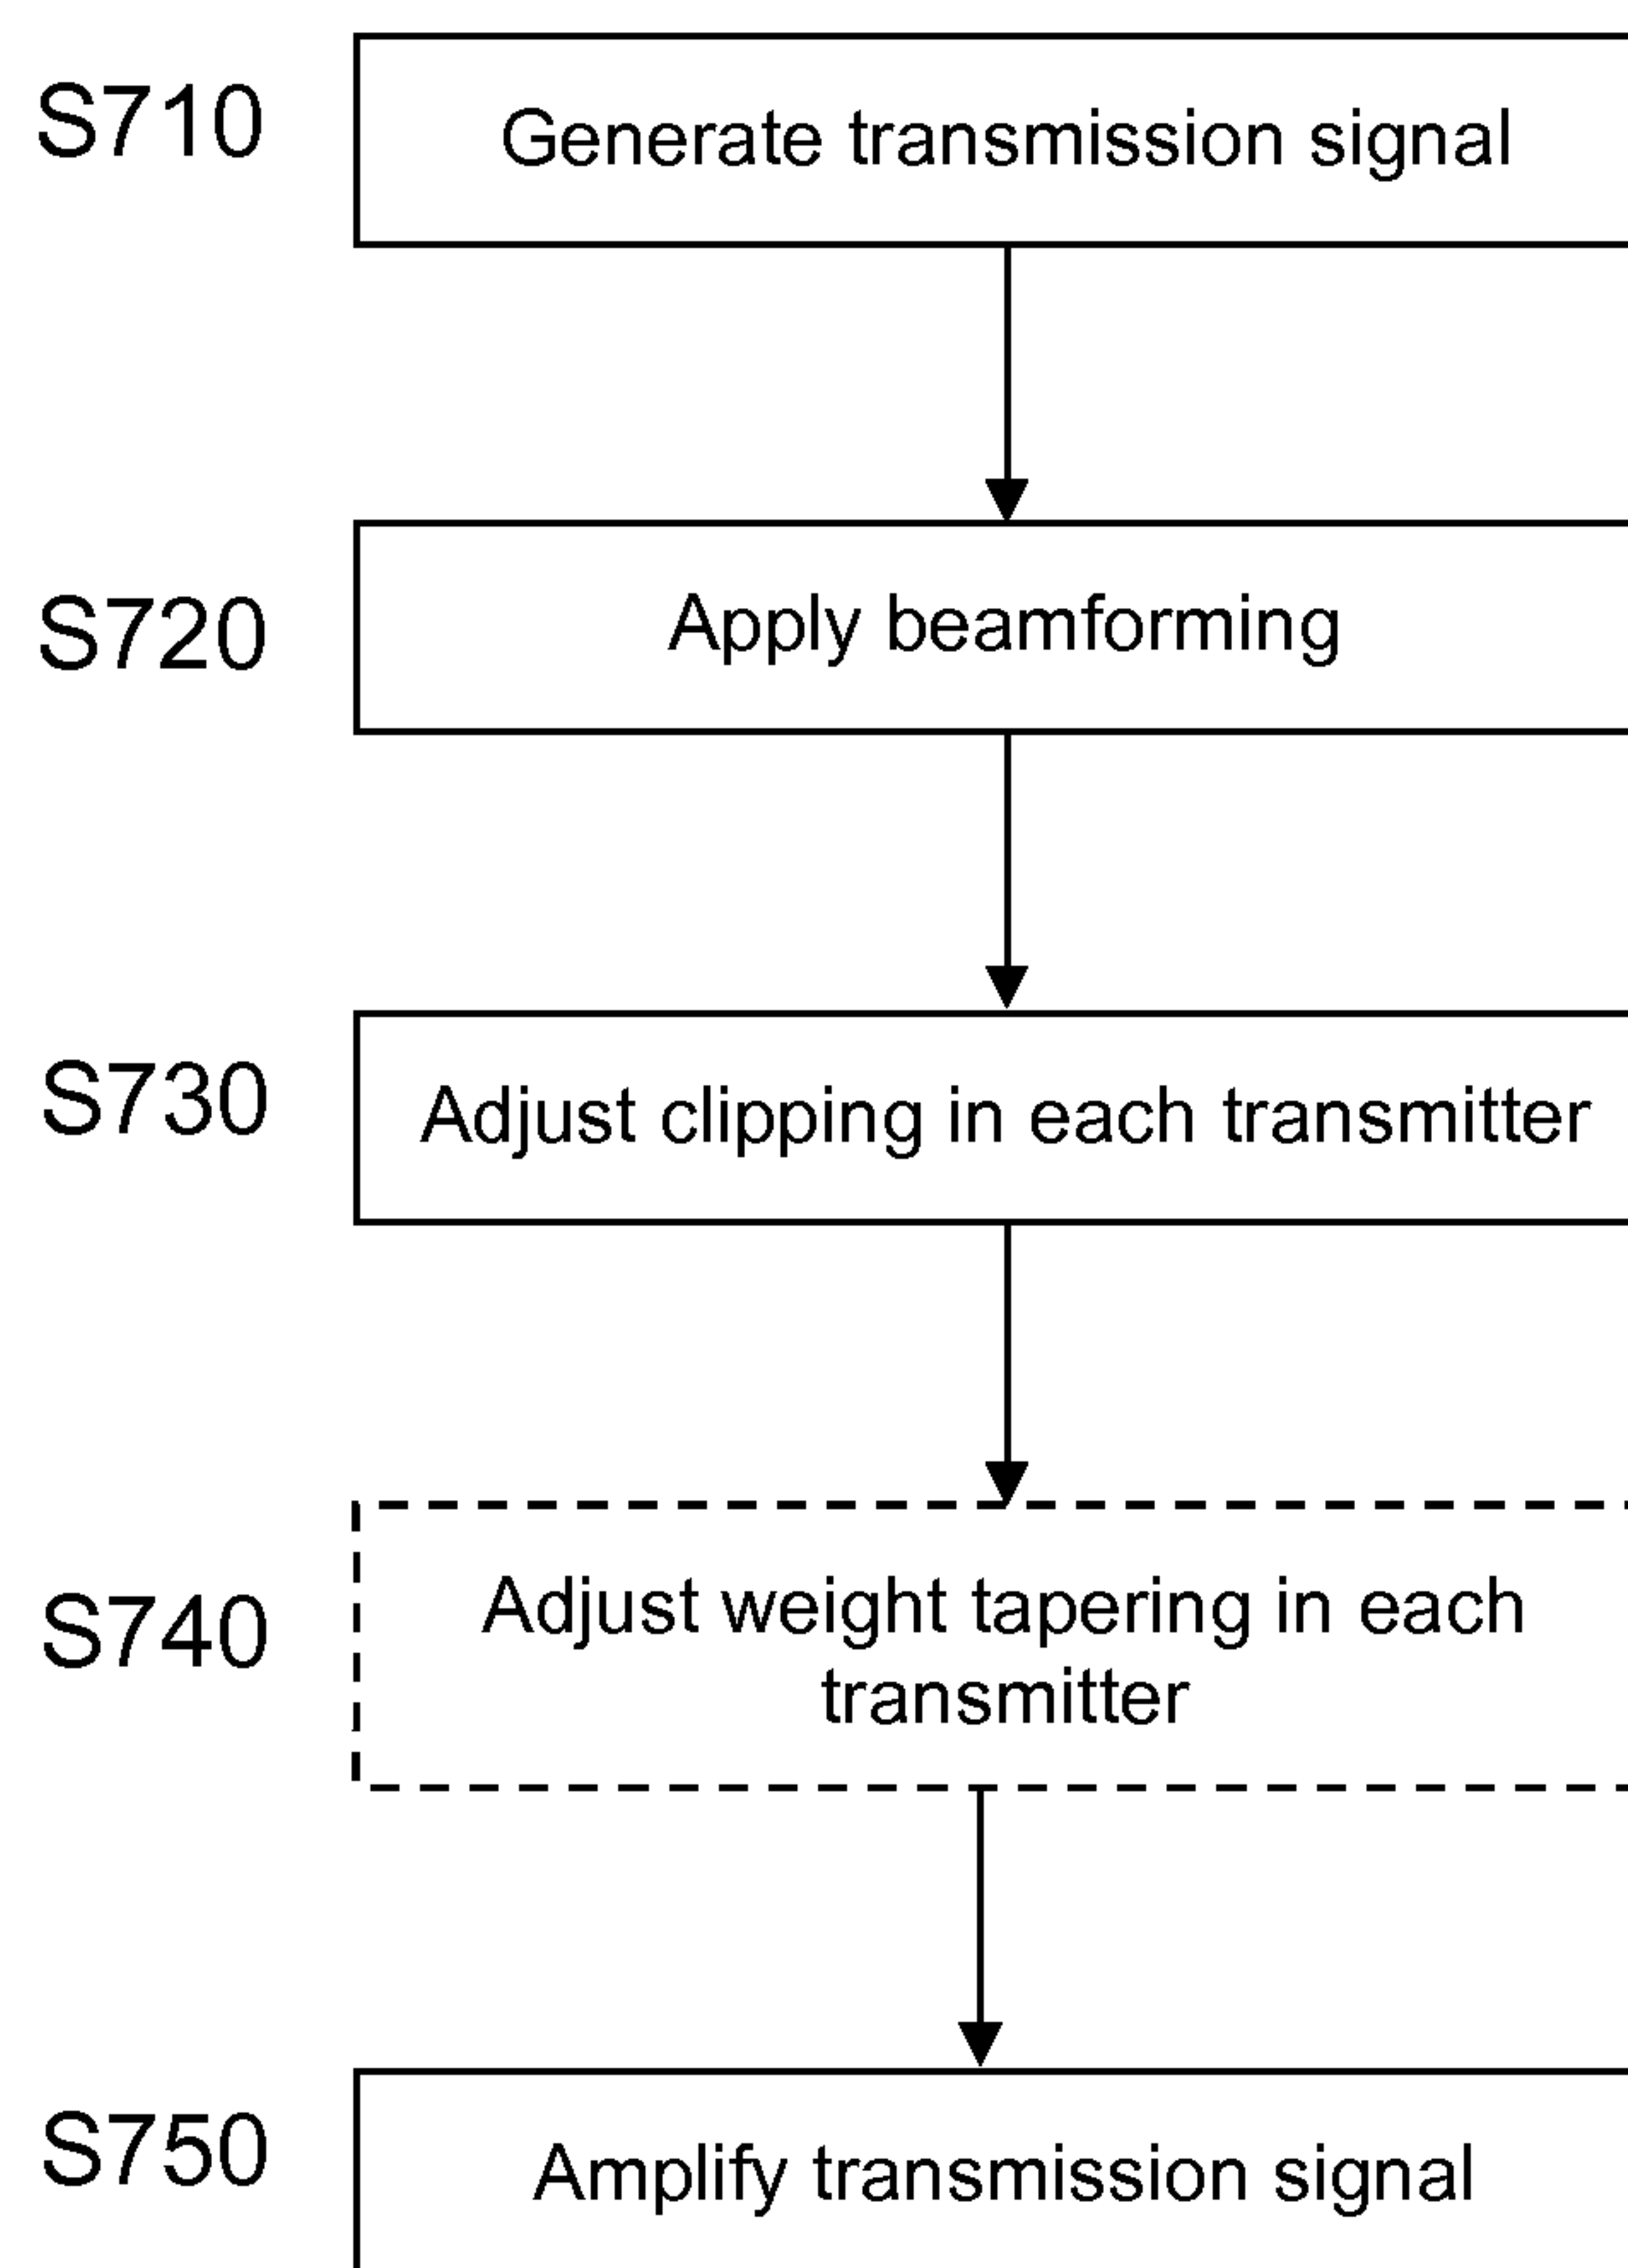 S710
Generate transmission signal
S720
Apply beamforming
S730
Adjust clipping in each transmitter
S740
Adjust weight tapering in each
transmitter
S750
Amplify transmission signal